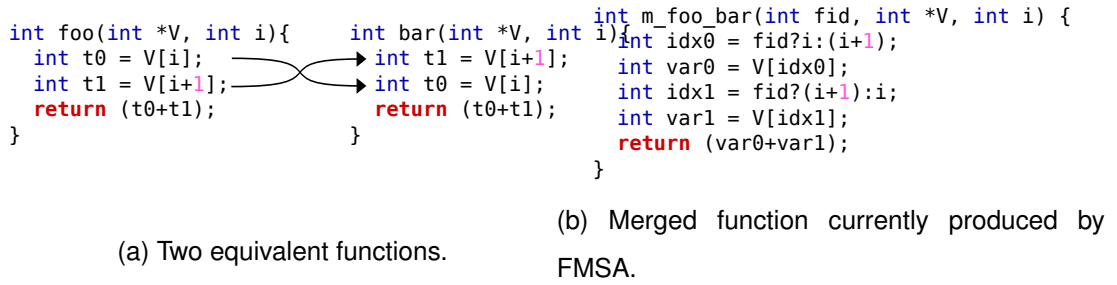 int foo(int *V, int i){
  int t0 = V[i];
  int t1 = V[i+1];
  return (t0+t1);
}
int bar(int *V, int i){
  int t1 = V[i+1];
  int t0 = V[i];
  return (t0+t1);
}
int m_foo_bar(int fid, int *V, int i) {
  int idx0 = fid?i:(i+1);
  int var0 = V[idx0];
  int idx1 = fid?(i+1):i;
  int var1 = V[idx1];
  return (var0+var1);
}
(a) Two equivalent functions.
(b) Merged function currently produced by
FMSA.